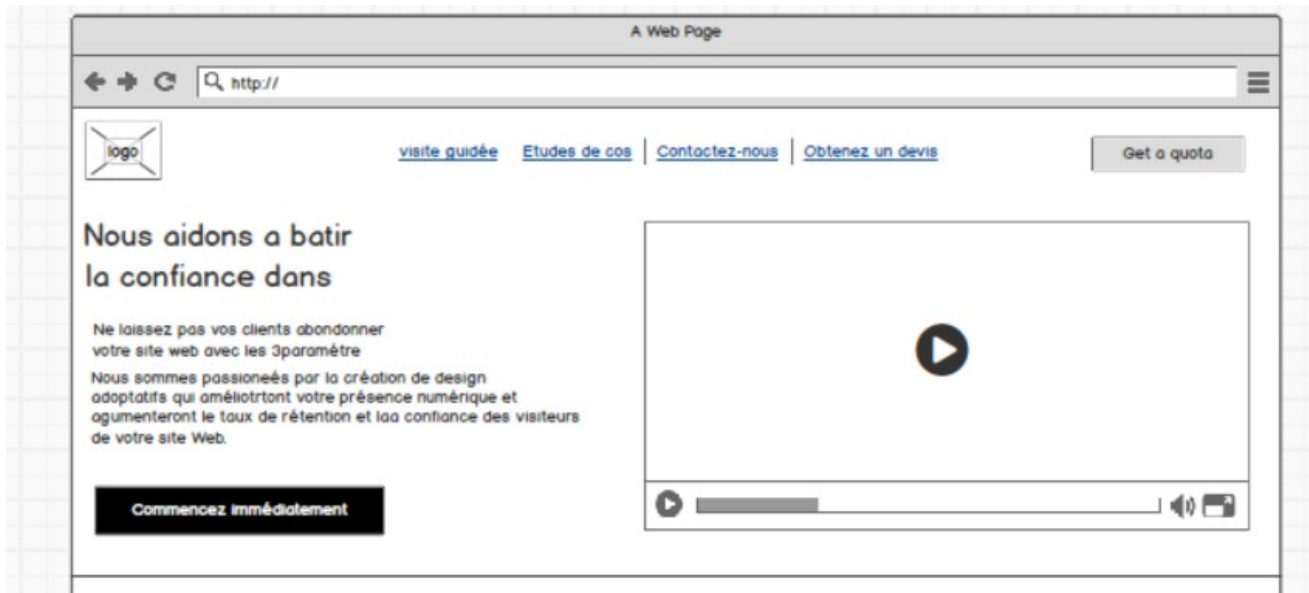 A Web Page
http://
logo
visite guidée Etudes de cos Contactez-nous Obtenez un devis
Get a quota
Nous aidons a batir
la confiance dans
Ne laissez pas vos clients abondonner
votre site web avec les 3paramètre
Nous sommes passioneés par la création de design
adoptatifs qui améliotrtont votre présence numérique et
agumenteront le taux de rétention et laa confiance des visiteurs
de votre site Web.
Commencez immédiatement